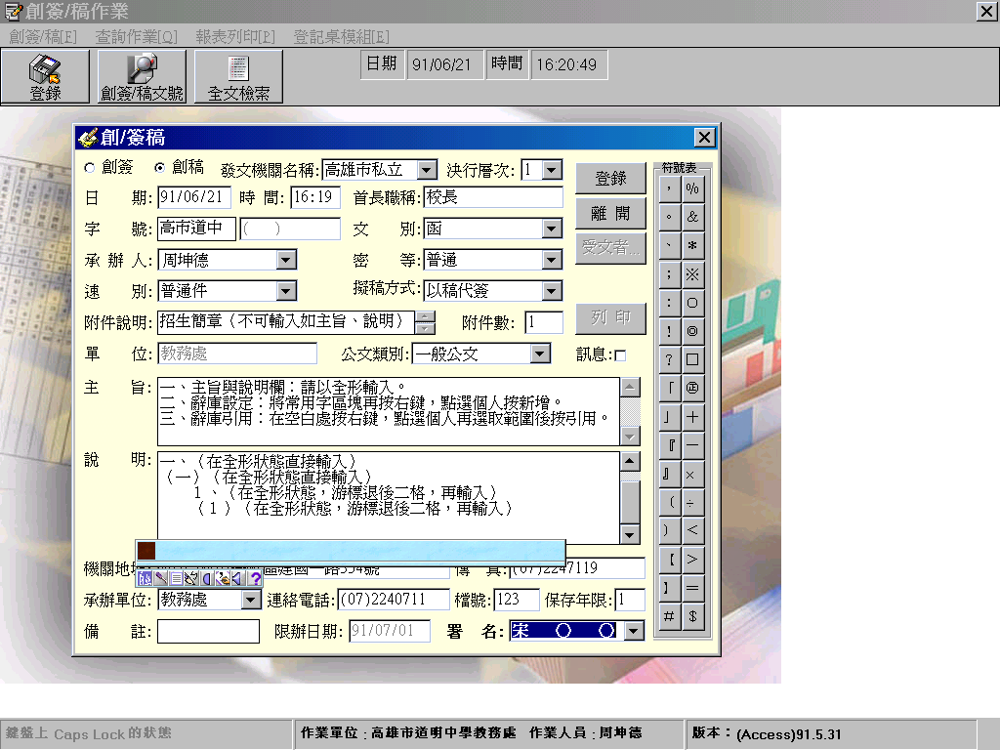 創簽/稿作業
創簽/稿[F] 查詢作業[Q] 報表列印[P] 登記桌模組[E]
登錄 創簽/稿文號 全文檢索 日期 91/06/21 時間 16:20:49
創/簽稿
創簽 創稿 發文機關名稱: 高雄市私立 決行層次: 1 登錄 符號表
日 期: 91/06/21 時 間: 16:19 首長職稱: 校長 離 開
字 號: 高市道中 ( ) 文 別: 函 受文者...
承 辦 人: 周坤德 密 等: 普通
速 別: 普通件 擬稿方式: 以稿代簽
附件說明: 招生簡章（不可輸入如主旨、說明） 附件數: 1 列 印
單 位: 教務處 公文類別: 一般公文 訊息:
主 旨: 一、主旨與說明欄：請以全形輸入。
二、辭庫設定：將常用字區塊再按右鍵，點選個人按新增。
三、辭庫引用：在空白處按右鍵，點選個人再選取範圍後按引用。
說 明: 一、（在全形狀態直接輸入）
（一）（在全形狀態直接輸入）
１、（在全形狀態，游標退後二格，再輸入）
（１）（在全形狀態，游標退後二格，再輸入）
機關地 建國一路354號 傳 真: (07)2247119
承辦單位: 教務處 連絡電話: (07)2240711 檔號: 123 保存年限: 1
備 註: 限辦日期: 91/07/01 署 名: 宋 ○ ○
， %
。 &
、 *
； ※
： ○
！ ◎
？ □
「 ㊣
」 ＋
『 －
』 ×
（ ÷
） ＜
【 ＞
】 ＝
# $
鍵盤上 Caps Lock 的狀態 作業單位 : 高雄市道明中學教務處 作業人員 : 周坤德 版本： (Access)91.5.31